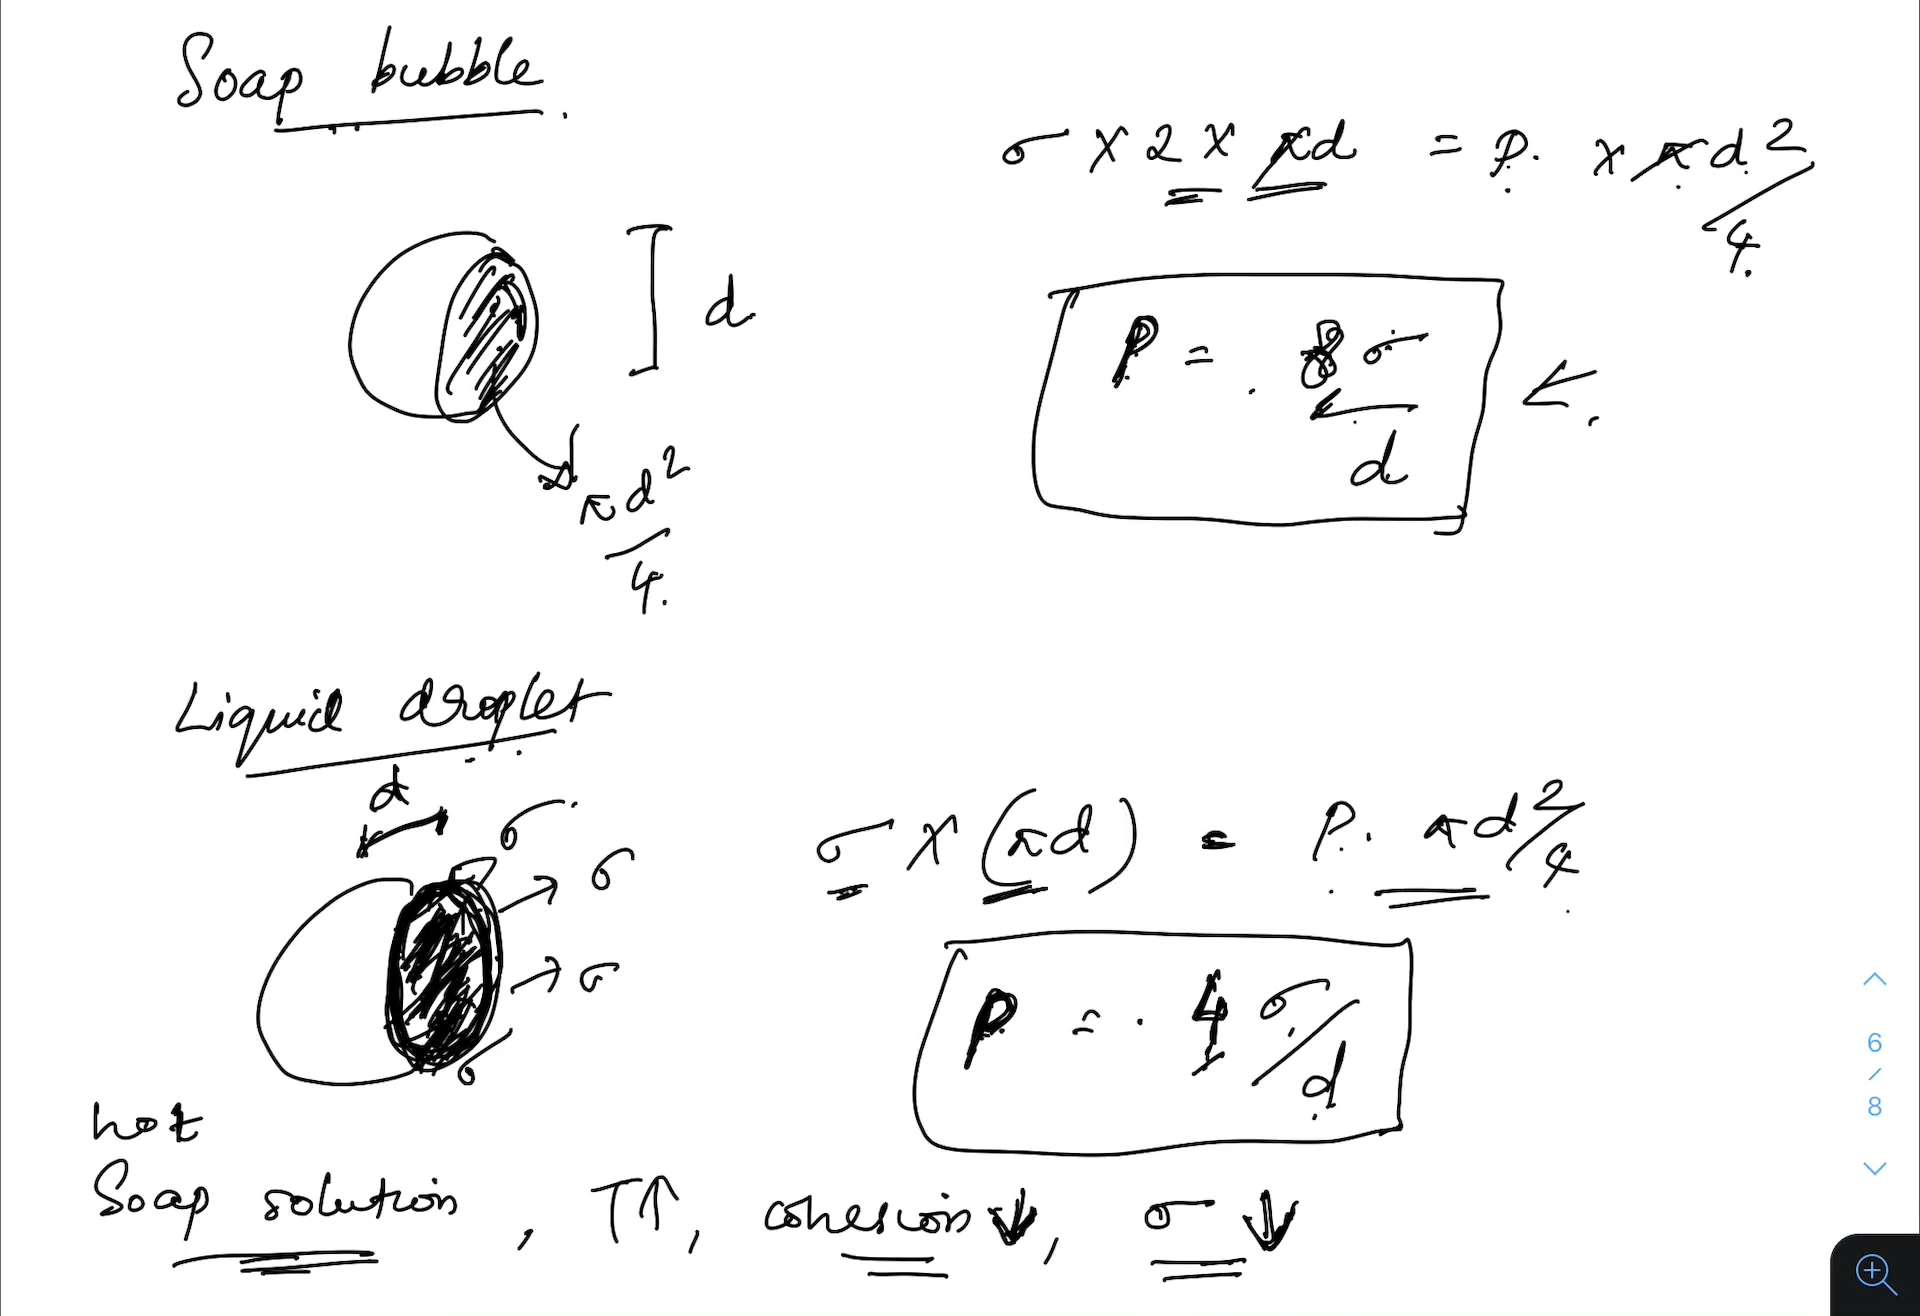 Soap bubble
σ × 2 × πd = P. × πd²/4
d
P = 8σ/d
πd²/4
Liquid droplet
d
σ
σ
σ × (πd) = P. πd²/4
σ
P = 4σ/d
σ
hot
Soap solution, T↑, cohesion ↓, σ ↓
6
/
8